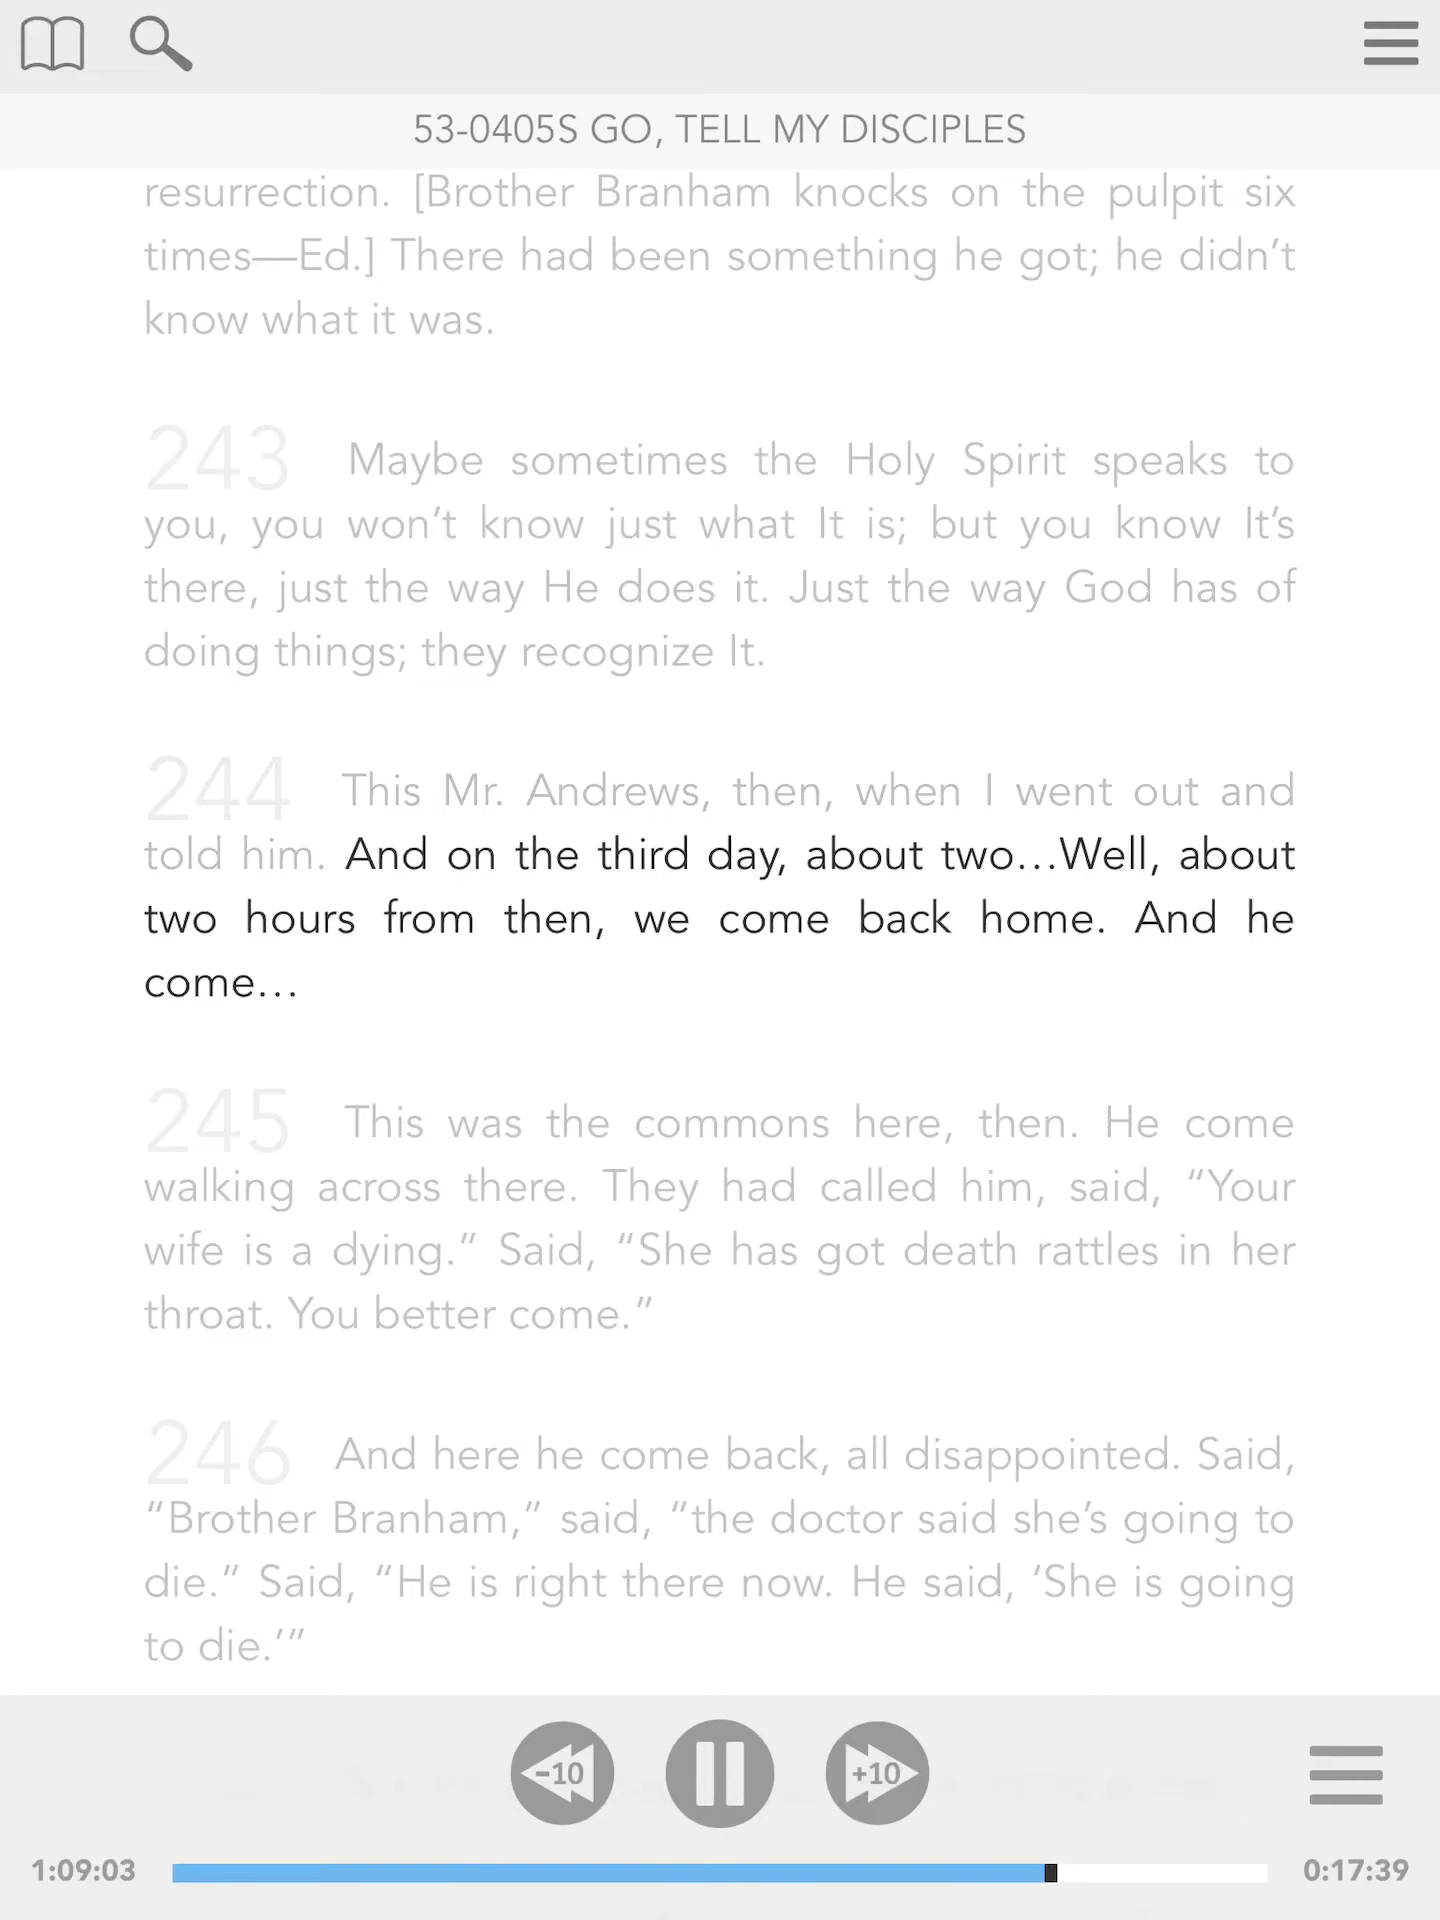 53-0405S GO, TELL MY DISCIPLES
resurrection. [Brother Branham knocks on the pulpit six
times—Ed.] There had been something he got; he didn’t
know what it was.
243 Maybe sometimes the Holy Spirit speaks to
you, you won’t know just what It is; but you know It’s
there, just the way He does it. Just the way God has of
doing things; they recognize It.
244 This Mr. Andrews, then, when I went out and
told him. And on the third day, about two…Well, about
two hours from then, we come back home. And he
come…
245 This was the commons here, then. He come
walking across there. They had called him, said, “Your
wife is a dying.” Said, “She has got death rattles in her
throat. You better come.”
246 And here he come back, all disappointed. Said,
“Brother Branham,” said, “the doctor said she’s going to
die.” Said, “He is right there now. He said, ‘She is going
to die.’”
-10 +10
1:09:03 0:17:39